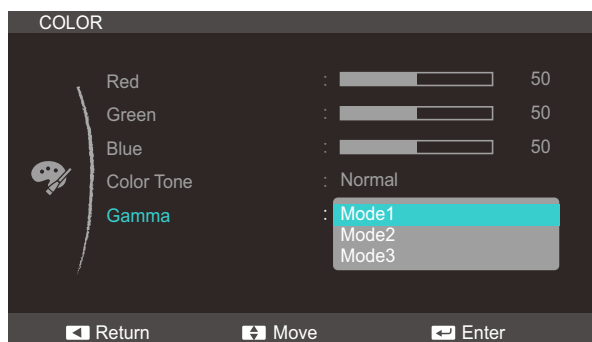 COLOR
Red : 50
Green : 50
Blue : 50
Color Tone : Normal
Gamma : Mode1
Mode2
Mode3
Return Move Enter